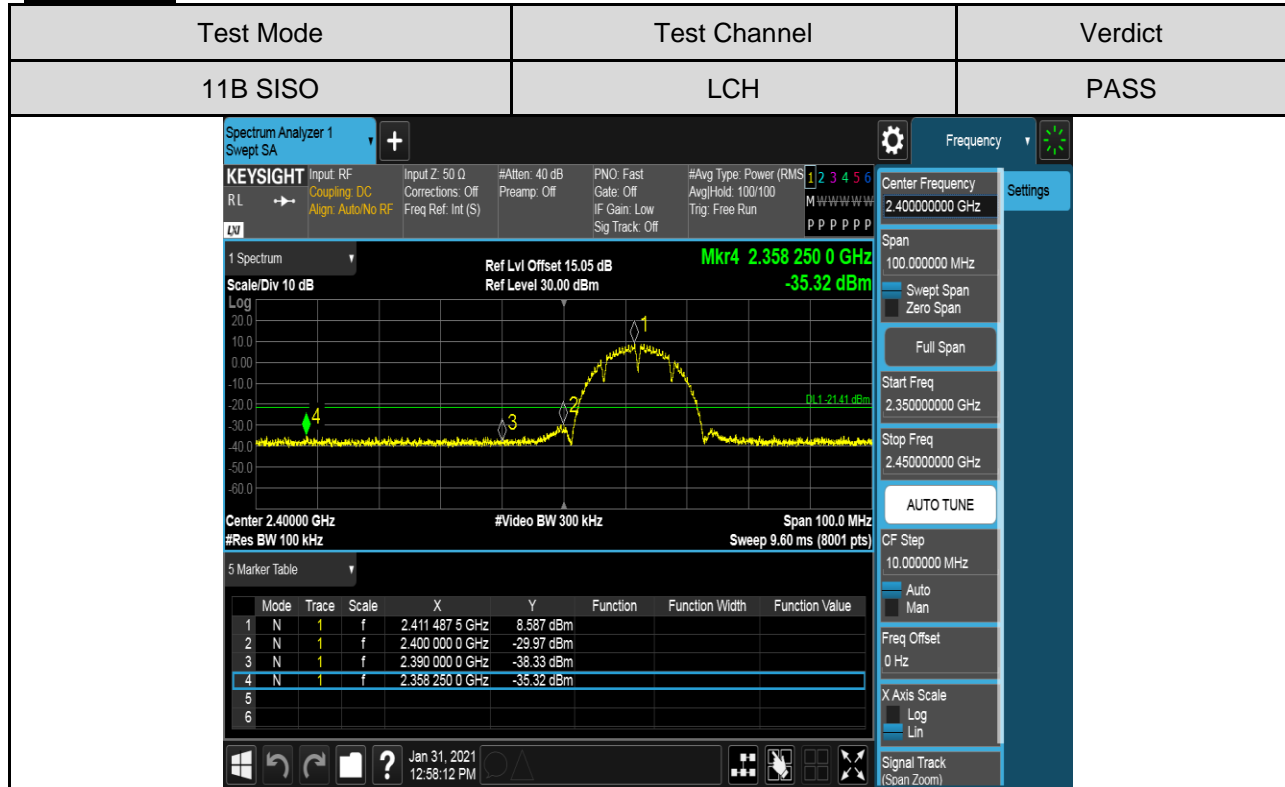 Test Mode Test Channel Verdict
11B SISO LCH PASS
Spectrum Analyzer 1
Swept SA
+
Frequency
KEYSIGHT Input: RF Input Z: 50 Ω #Atten: 40 dB PNO: Fast #Avg Type: Power (RMS 1 2 3 4 5 6
RL Coupling: DC Corrections: Off Preamp: Off Gate: Off Avg|Hold: 100/100 M W W W W W
Align: Auto/No RF Freq Ref: Int (S) IF Gain: Low Trig: Free Run
LXI Sig Track: Off P P P P P P
Center Frequency
2.400000000 GHz
Settings
1 Spectrum
Ref Lvl Offset 15.05 dB
Mkr4 2.358 250 0 GHz
Scale/Div 10 dB
Ref Level 30.00 dBm
-35.32 dBm
Log
20.0
10.0
0.00
-10.0
-20.0
-30.0
-40.0
-50.0
-60.0
1
2
3
4
DL1 -21.41 dBm
Center 2.40000 GHz #Video BW 300 kHz Span 100.0 MHz
#Res BW 100 kHz Sweep 9.60 ms (8001 pts)
Span
100.000000 MHz
Swept Span
Zero Span
Full Span
Start Freq
2.350000000 GHz
Stop Freq
2.450000000 GHz
AUTO TUNE
CF Step
10.000000 MHz
Auto
Man
Freq Offset
0 Hz
X Axis Scale
Log
Lin
Signal Track
(Span Zoom)
5 Marker Table
Mode Trace Scale X Y Function Function Width Function Value
1 N 1 f 2.411 487 5 GHz 8.587 dBm
2 N 1 f 2.400 000 0 GHz -29.97 dBm
3 N 1 f 2.390 000 0 GHz -38.33 dBm
4 N 1 f 2.358 250 0 GHz -35.32 dBm
5
6
?
Jan 31, 2021
12:58:12 PM